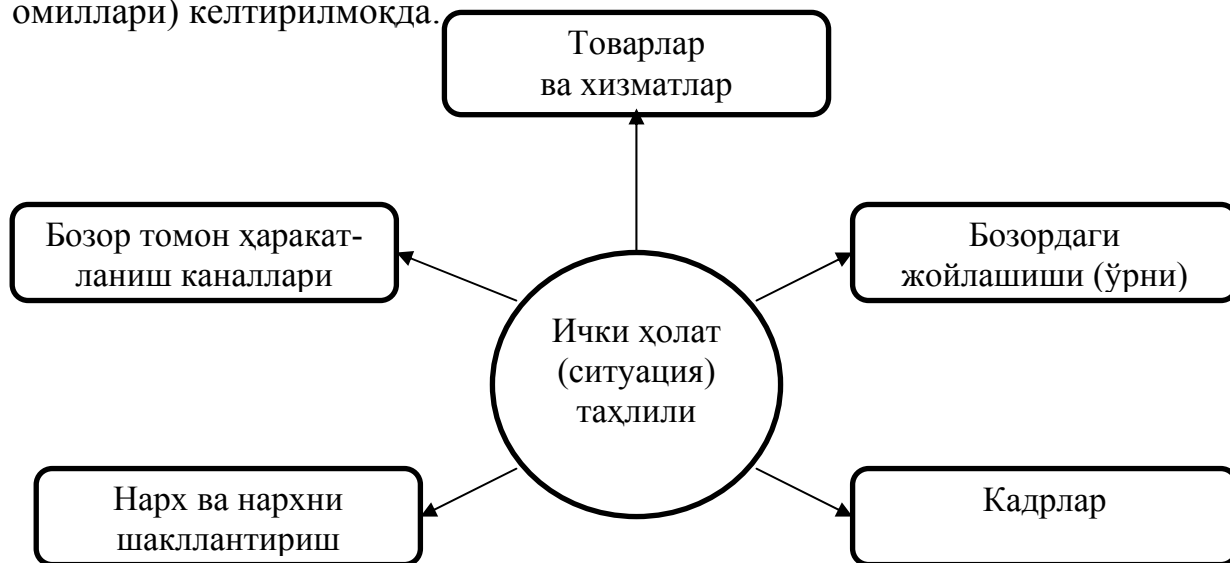 омиллари) келтирилмоқда.
Товарлар
ва хизматлар
Бозор томон ҳаракат-
ланиш каналлари
Бозордаги
жойлашиши (ўрни)
Ички ҳолат
(ситуация)
таҳлили
Нарх ва нархни
шакллантириш
Кадрлар